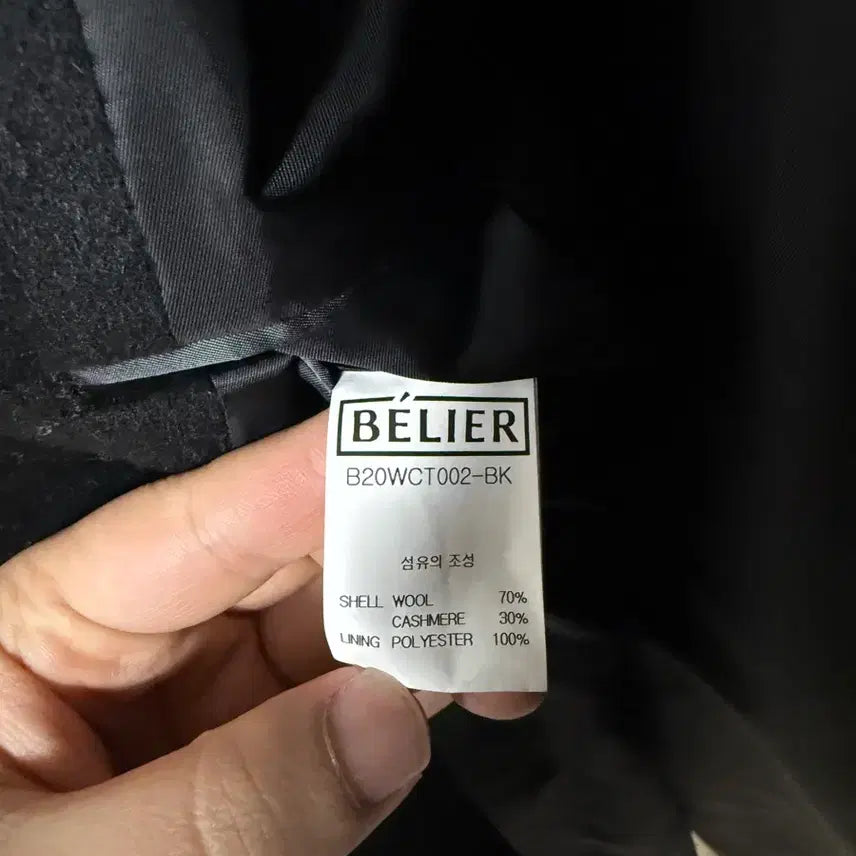 BÉLIER
B20WCT002-BK
섬유의 조성
SHELL WOOL 70%
CASHMERE 30%
LINING POLYESTER 100%